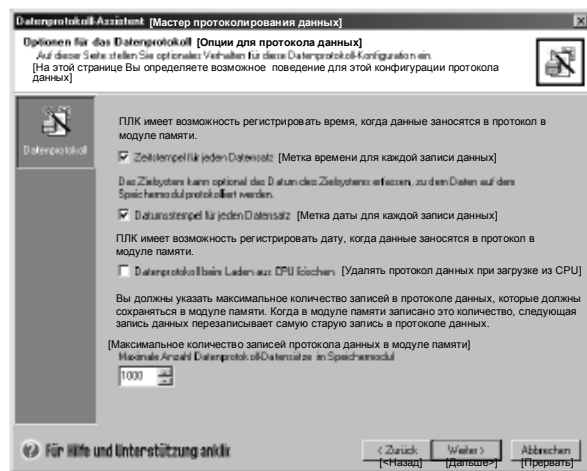 Datenprotokoll-Assistent [Мастер протоколирования данных]
Optionen für das Datenprotokoll [Опции для протокола данных]
Auf dieser Seite stellen Sie optionales Verhalten für diese Datenprotokoll-Konfiguration ein.
[На этой странице Вы определяете возможное поведение для этой конфигурации протокола
данных]
Datenprotokoll
ПЛК имеет возможность регистрировать время, когда данные заносятся в протокол в
модуле памяти.
Zeitstempel für jeden Datensatz [Метка времени для каждой записи данных]
Das Zielsystem kann optional das Datum des Zielsystems erfassen, zu dem Daten auf dem
Speichermodul protokolliert werden.
Datumsstempel für jeden Datensatz [Метка даты для каждой записи данных]
ПЛК имеет возможность регистрировать дату, когда данные заносятся в протокол в
модуле памяти.
Datenprotokoll beim Laden aus CPU löschen [Удалять протокол данных при загрузке из CPU]
Вы должны указать максимальное количество записей в протоколе данных, которые должны
сохраняться в модуле памяти. Когда в модуле памяти записано это количество, следующая
запись данных перезаписывает самую старую запись в протоколе данных.
[Максимальное количество записей протокола данных в модуле памяти]
Maximale Anzahl Datenprotokoll-Datensätze im Speichermodul
1000
Für Hilfe und Unterstützung anklik
< Zurück Weiter > Abbrechen
[<Назад] [Дальше>] [Прервать]